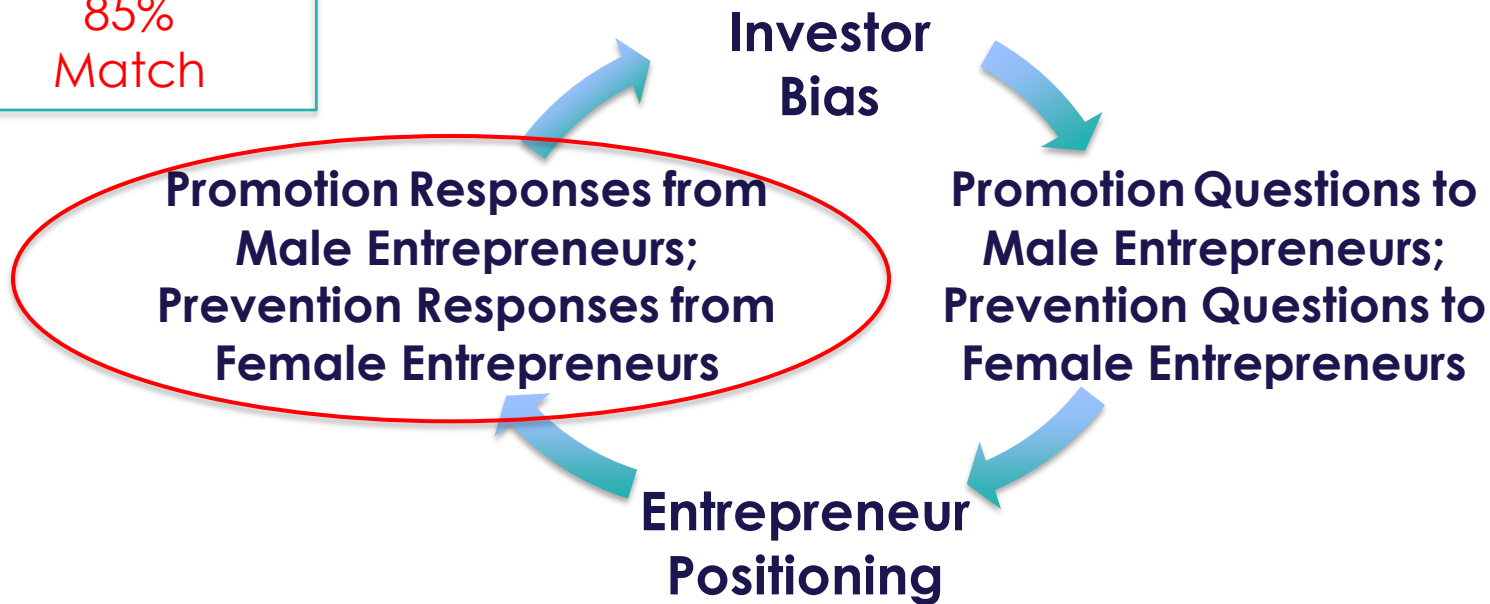 85%
Match
Investor
Bias
Promotion Responses from
Male Entrepreneurs;
Prevention Responses from
Female Entrepreneurs
Promotion Questions to
Male Entrepreneurs;
Prevention Questions to
Female Entrepreneurs
Entrepreneur
Positioning